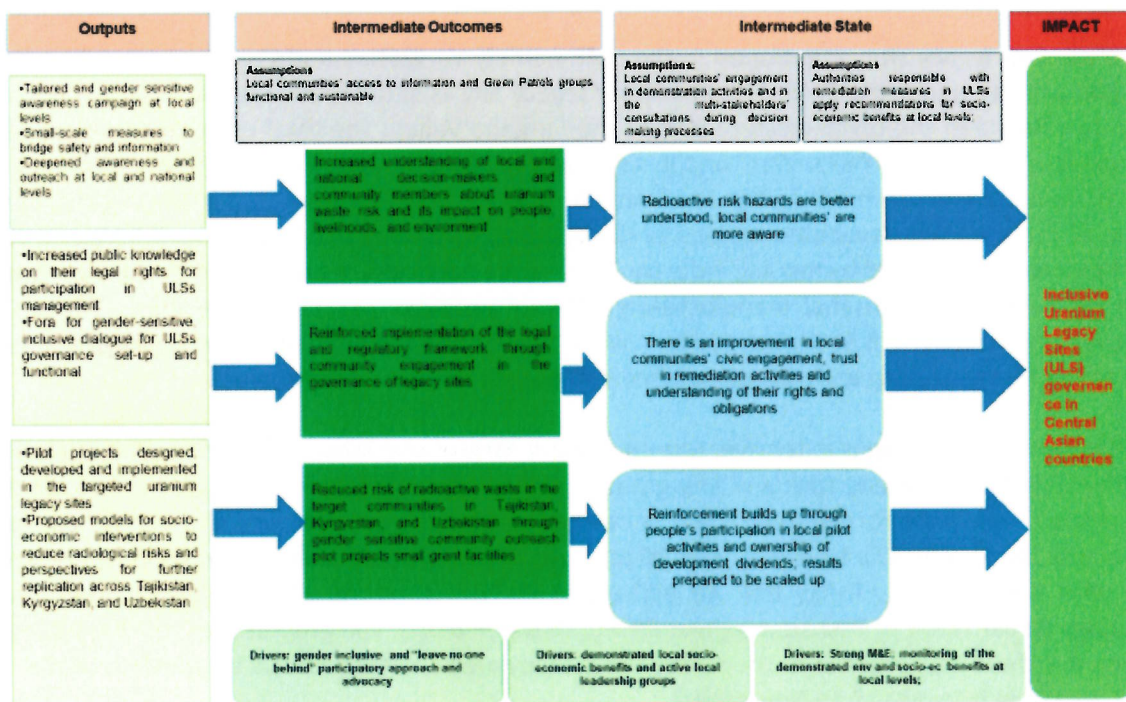 Outputs
Intermediate Outcomes
Intermediate State
IMPACT
Assumptions
Local communities' access to information and Green Patrols groups
functional and sustainable
Assumptions:
Local communities' engagement
in demonstration activities and in
the multi-stakeholders'
consultations during decision
making processes
Assumptions
Authorities responsible with
remediation measures in ULSs
apply recommendations for socio-
economic benefits at local levels;
•Tailored and gender sensitive
awareness campaign at local
levels
•Small-scale measures to
bridge safety and information
•Deepened awareness and
outreach at local and national
levels
Increased understanding of local and
national decision-makers and
community members about uranium
waste risk and its impact on people,
livelihoods, and environment
Radioactive risk hazards are better
understood, local communities' are
more aware
•Increased public knowledge
on their legal rights for
participation in ULSs
management
•Fora for gender-sensitive
inclusive dialogue for ULSs
governance set-up and
functional
Reinforced implementation of the legal
and regulatory framework through
community engagement in the
governance of legacy sites
There is an improvement in local
communities' civic engagement, trust
in remediation activities and
understanding of their rights and
obligations
•Pilot projects designed,
developed and implemented
in the targeted uranium
legacy sites
•Proposed models for socio-
economic interventions to
reduce radiological risks and
perspectives for further
replication across Tajikistan,
Kyrgyzstan, and Uzbekistan
Reduced risk of radioactive waste in the
target communities in Tajikistan,
Kyrgyzstan, and Uzbekistan through
gender sensitive community outreach
pilot projects small grant facilities
Reinforcement builds up through
people's participation in local pilot
activities and ownership of
development dividends; results
prepared to be scaled up
Inclusive
Uranium
Legacy
Sites
(ULS)
governan
ce in
Central
Asian
countries
Drivers: gender inclusive and "leave no one
behind" participatory approach and
advocacy
Drivers: demonstrated local socio-
economic benefits and active local
leadership groups
Drivers: Strong M&E; monitoring of the
demonstrated env and socio-ec benefits at
local levels;